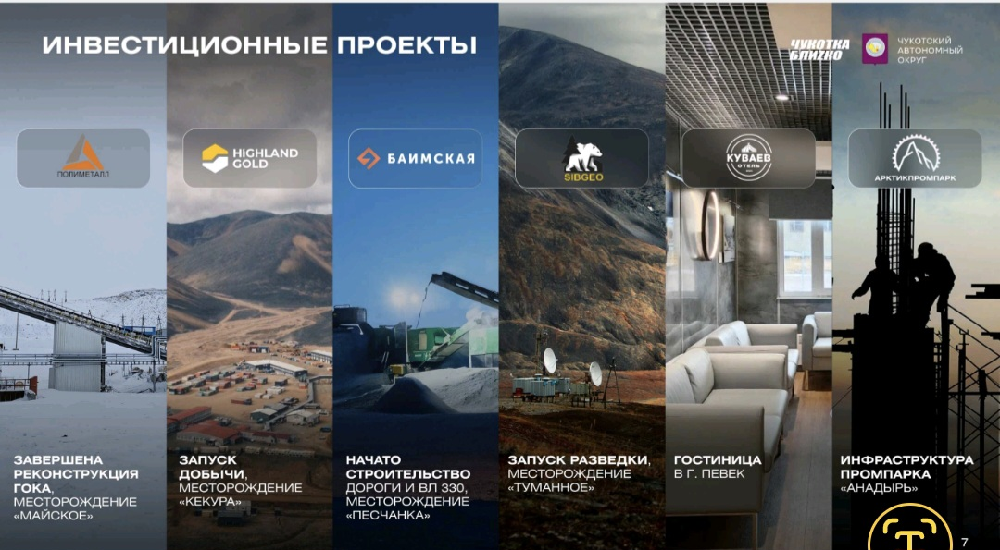 ИНВЕСТИЦИОННЫЕ ПРОЕКТЫ
ЧУКОТКА
БЛИZКО
ЧУКОТСКИЙ
АВТОНОМНЫЙ
ОКРУГ
ПОЛИМЕТАЛЛ
HIGHLAND
GOLD
БАИМСКАЯ
SIBGEO
КУВАЕВ
ОТЕЛЬ
АРКТИКПРОМПАРК
ЗАВЕРШЕНА
РЕКОНСТРУКЦИЯ
ГОКА,
МЕСТОРОЖДЕНИЕ
«МАЙСКОЕ»
ЗАПУСК
ДОБЫЧИ,
МЕСТОРОЖДЕНИЕ
«КЕКУРА»
НАЧАТО
СТРОИТЕЛЬСТВО
ДОРОГИ И ВЛ 330,
МЕСТОРОЖДЕНИЕ
«ПЕСЧАНКА»
ЗАПУСК РАЗВЕДКИ,
МЕСТОРОЖДЕНИЕ
«ТУМАННОЕ»
ГОСТИНИЦА
В Г. ПЕВЕК
ИНФРАСТРУКТУРА
ПРОМПАРКА
«АНАДЫРЬ»
T
7